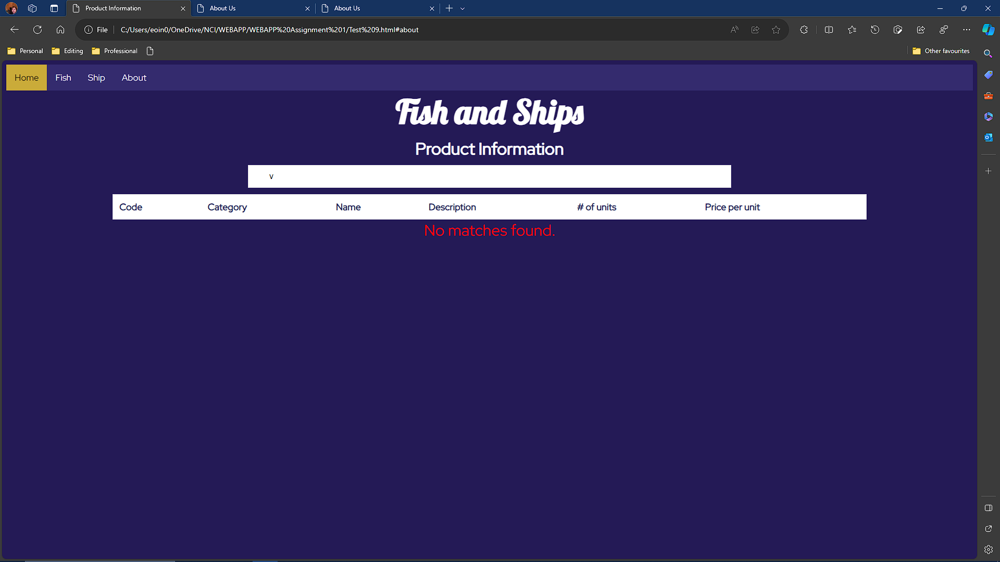 Product Information
About Us
About Us
File
C:/Users/eoin0/OneDrive/NCI/WEBAPP/WEBAPP%20Assignment%201/Test%209.html#about
Personal
Editing
Professional
Other favourites
Home
Fish
Ship
About
Fish and Ships
Product Information
v
Code Category Name Description # of units Price per unit
No matches found.